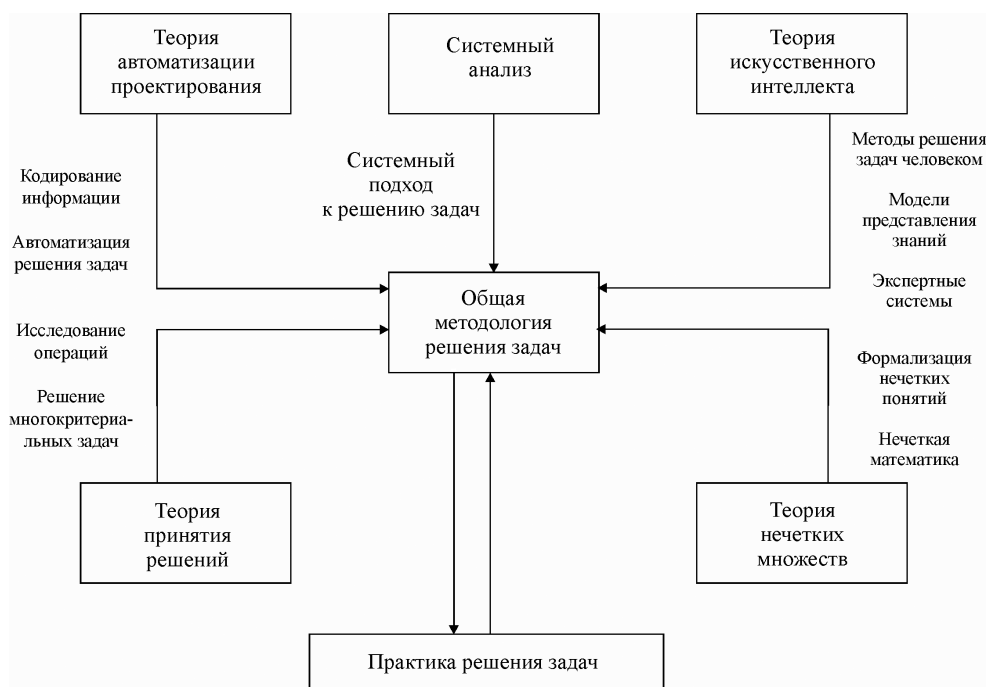 Теория
автоматизации
проектирования
Системный
анализ
Теория
искусственного
интеллекта
Кодирование
информации
Автоматизация
решения задач
Системный
подход
к решению задач
Методы решения
задач человеком
Модели
представления
знаний
Экспертные
системы
Общая
методология
решения задач
Исследование
операций
Решение
многокритериа-
льных задач
Формализация
нечетких
понятий
Нечеткая
математика
Теория
принятия
решений
Теория
нечетких
множеств
Практика решения задач